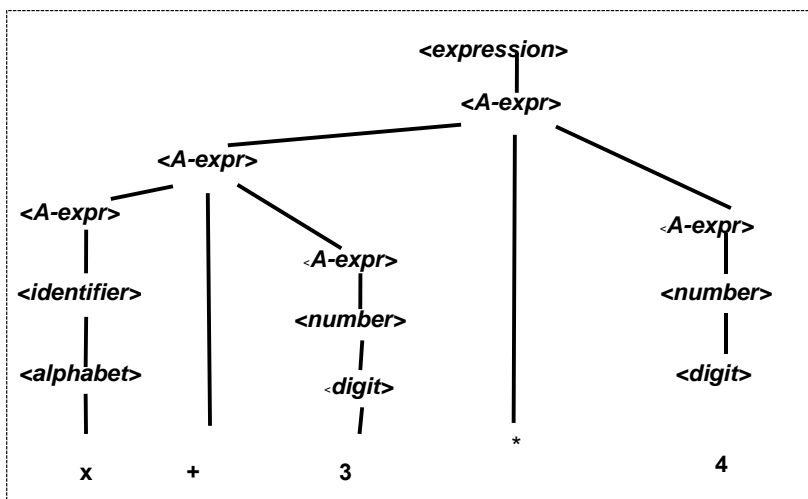 <expression>
<A-expr>
<A-expr>
<A-expr>
<A-expr>
<A-expr>
<identifier>
<number>
<number>
<alphabet>
<digit>
<digit>
x + 3 * 4